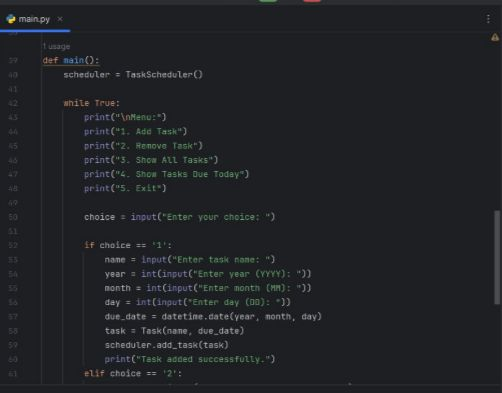 main.py
1 usage
39 def main():
40 scheduler = TaskScheduler()
41
42 while True:
43 print("\nMenu:")
44 print("1. Add Task")
45 print("2. Remove Task")
46 print("3. Show All Tasks")
47 print("4. Show Tasks Due Today")
48 print("5. Exit")
49
50 choice = input("Enter your choice: ")
51
52 if choice == '1':
53 name = input("Enter task name: ")
54 year = int(input("Enter year (YYYY): "))
55 month = int(input("Enter month (MM): "))
56 day = int(input("Enter day (▯▯): "))
57 due_date = datetime.date(year, month, day)
58 task = Task(name, due_date)
59 scheduler.add_task(task)
60 print("Task added successfully.")
61 elif choice == '2':